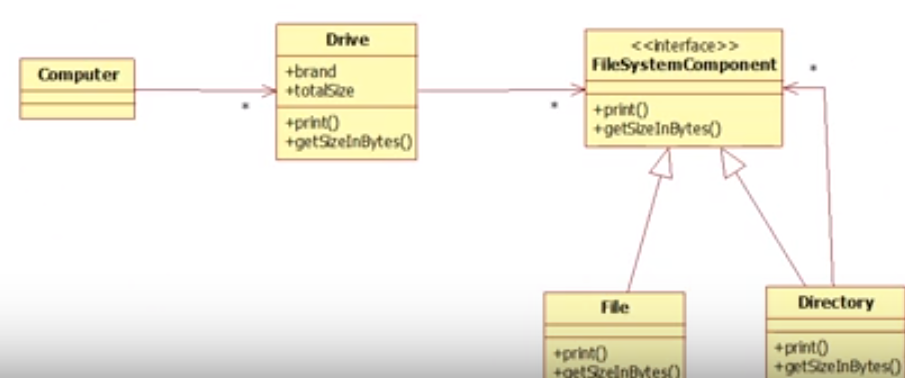 Computer
*
Drive
+brand
+totalSize
+print()
+getSizeInBytes()
*
<<interface>>
FileSystemComponent
+print()
+getSizeInBytes()
*
File
+print()
+getSizeInBytes()
Directory
+print()
+getSizeInBytes()